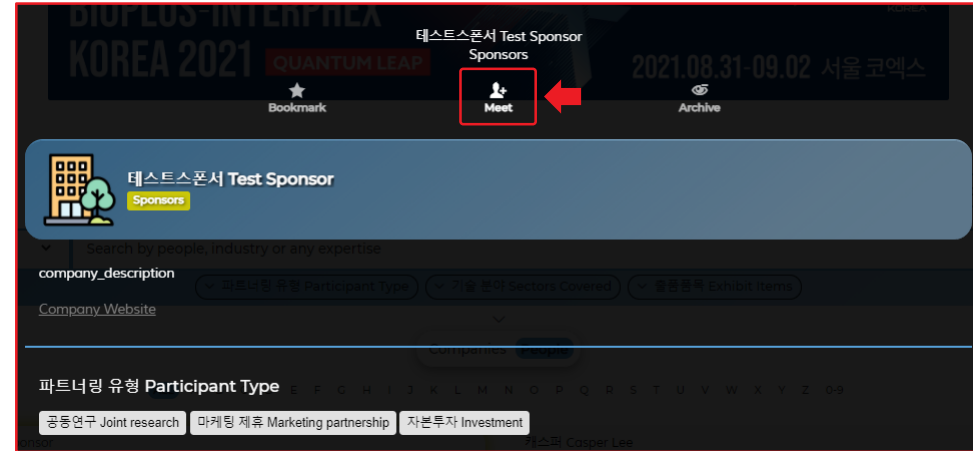 BIOPLUS-INTERPHEX
KOREA
KOREA 2021 QUANTUM LEAP
2021.08.31-09.02 서울 코엑스
테스트스폰서 Test Sponsor
Sponsors
Bookmark
Meet
Archive
테스트스폰서 Test Sponsor
Sponsors
Search by people, industry or any expertise
company_description
파트너링 유형 Participant Type
기술 분야 Sectors Covered
출품품목 Exhibit Items
Company Website
Companies People
파트너링 유형 Participant Type
E F G H I J K L M N O P Q R S T U V W X Y Z 0-9
공동연구 Joint research
마케팅 제휴 Marketing partnership
자본투자 Investment
캐스퍼 Casper Lee